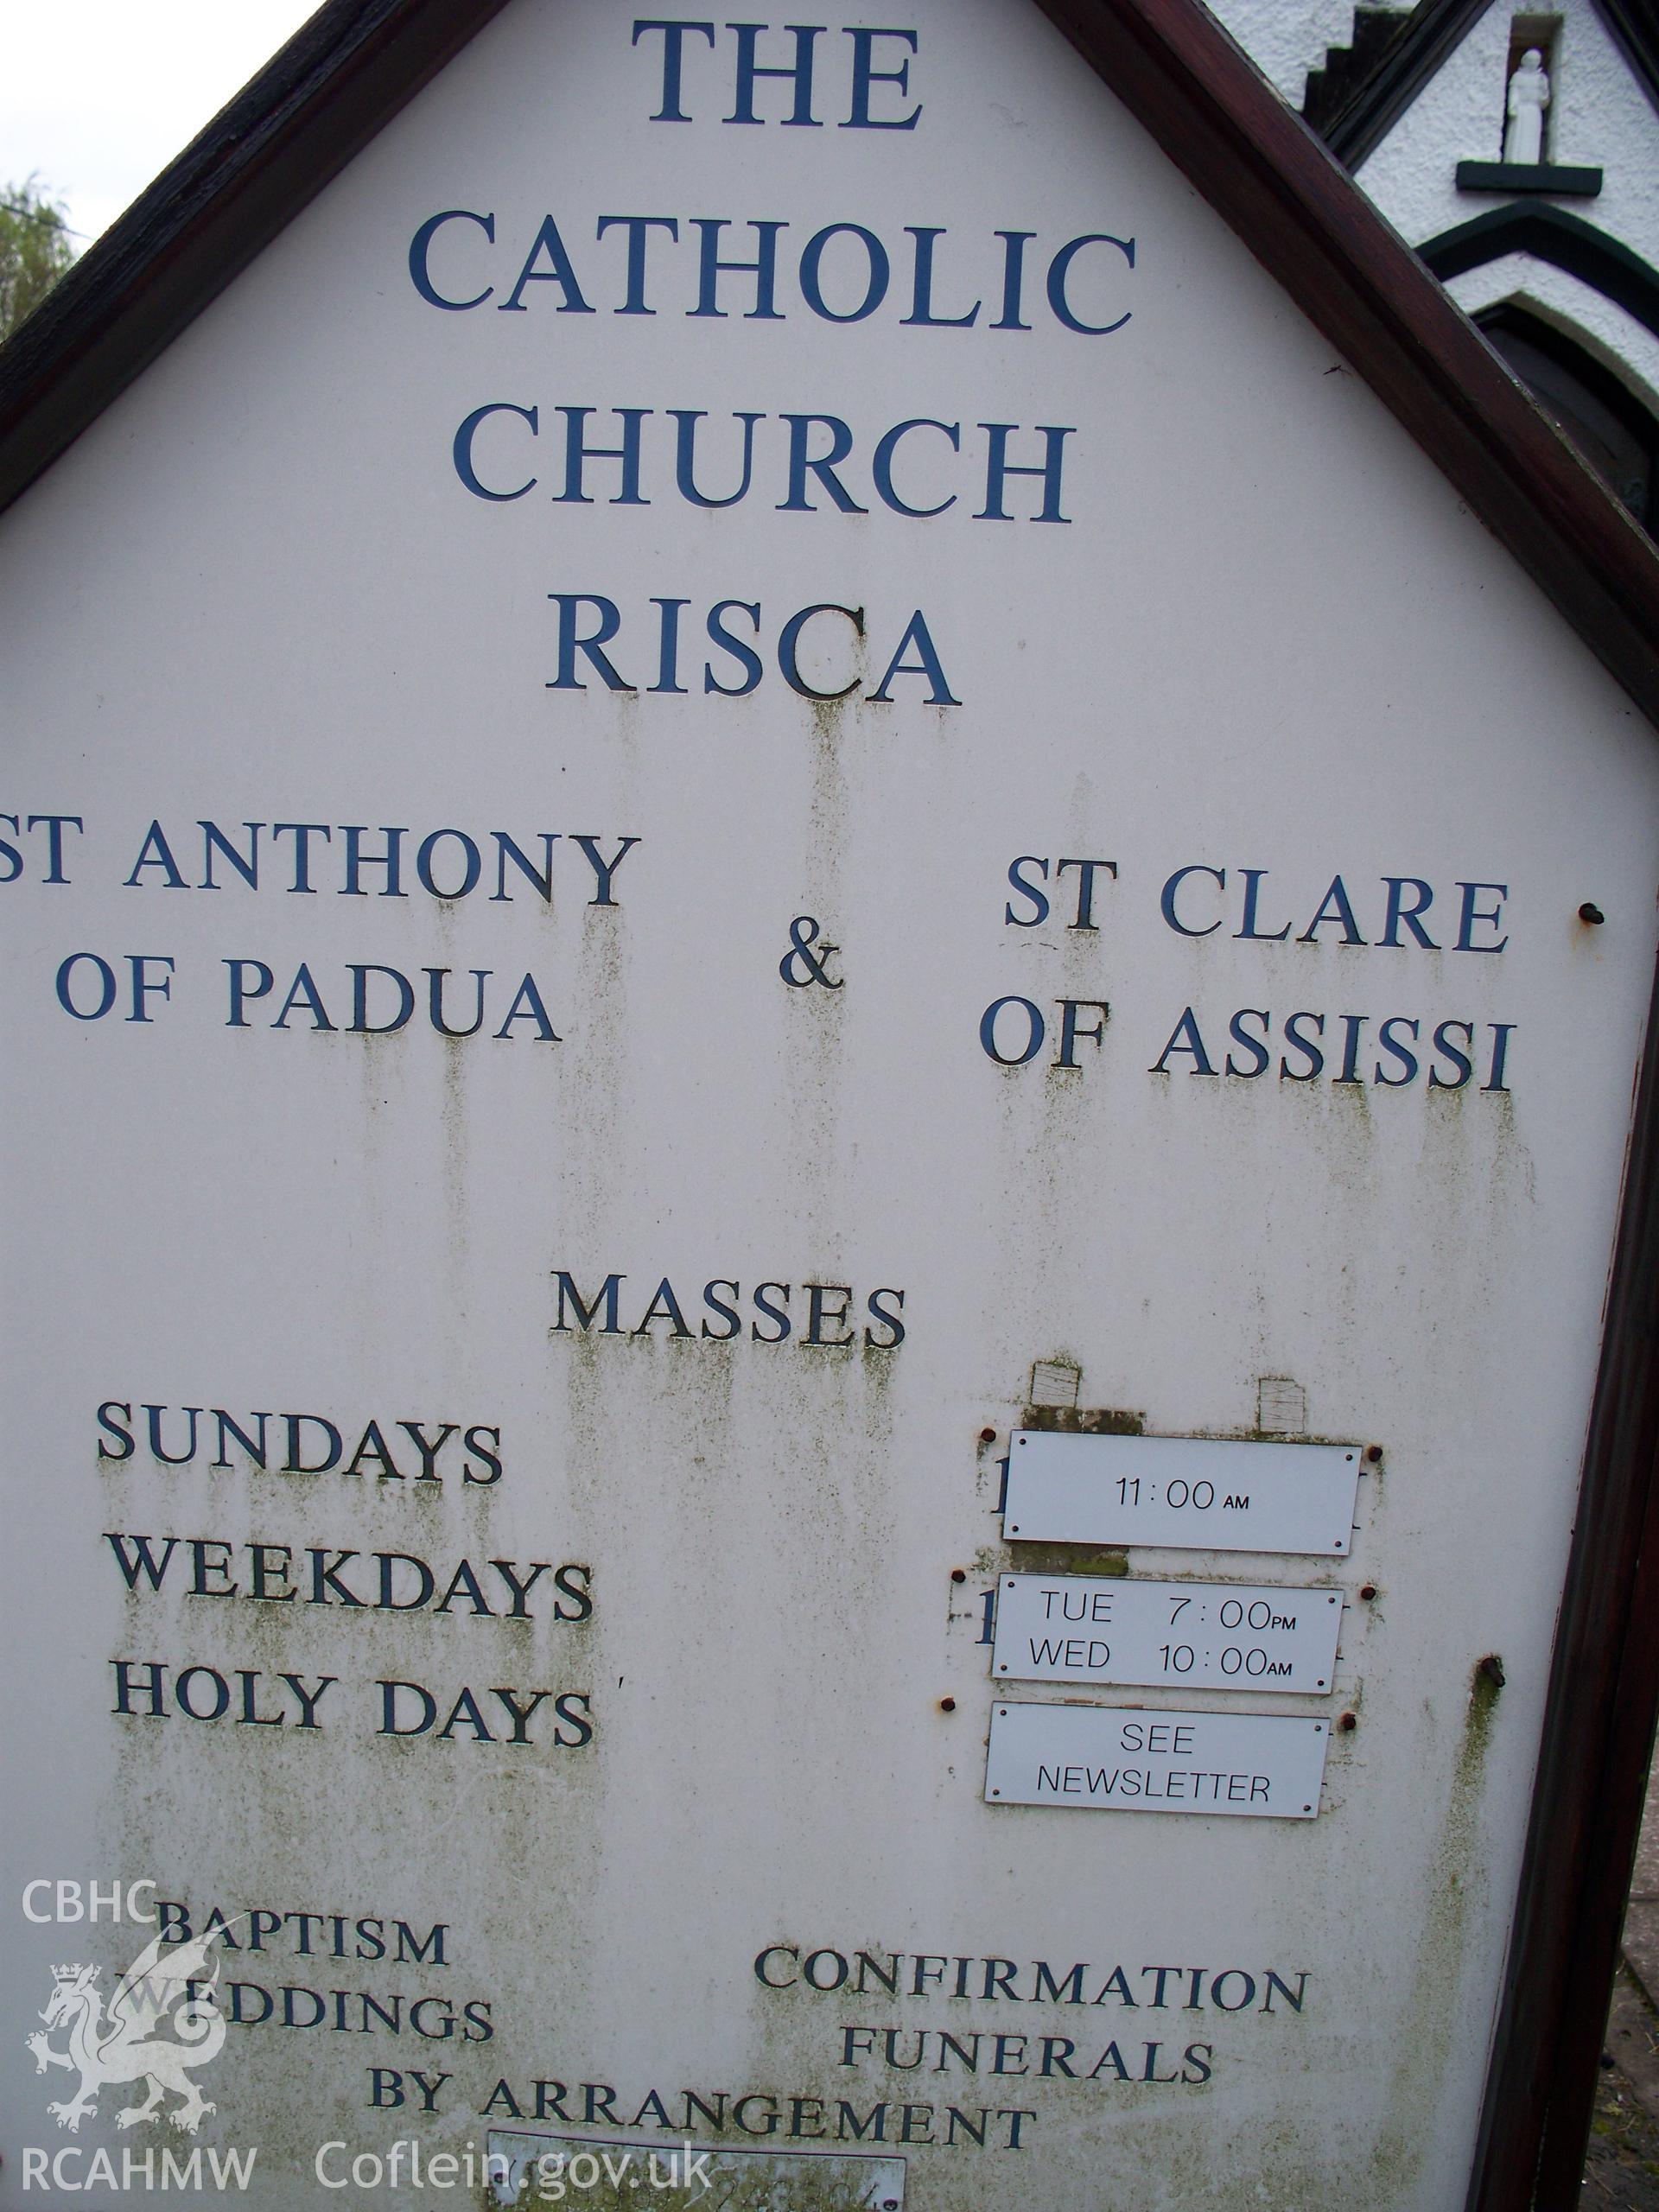 THE
CATHOLIC
CHURCH
RISCA
ST ANTHONY
OF PADUA
&
ST CLARE
OF ASSISSI
MASSES
SUNDAYS 11:00 AM
WEEKDAYS TUE 7:00PM
WED 10:00AM
HOLY DAYS SEE
NEWSLETTER
BAPTISM CONFIRMATION
WEDDINGS FUNERALS
BY ARRANGEMENT
CBHC
RCAHMW Coflein.gov.uk